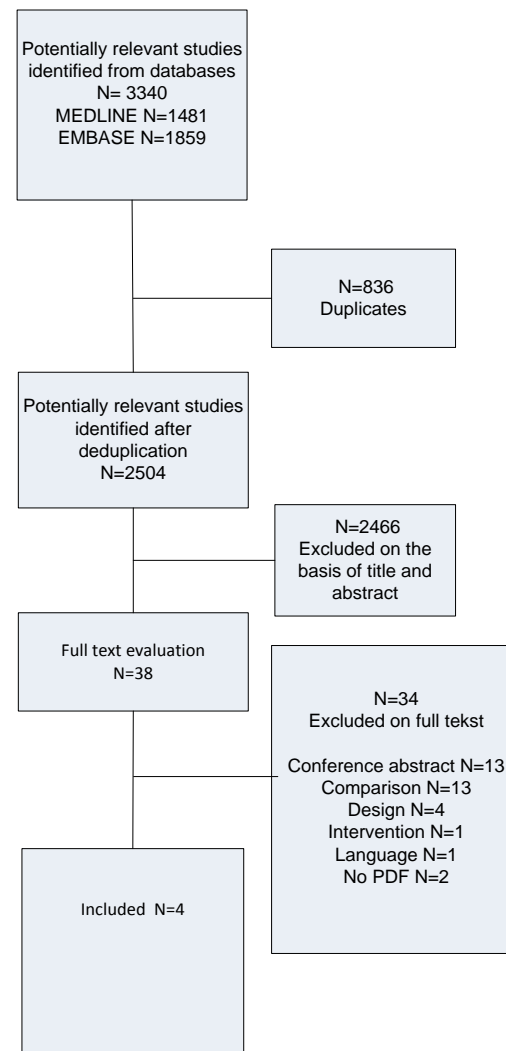 Potentially relevant studies
identified from databases
N= 3340
MEDLINE N=1481
EMBASE N=1859
N=836
Duplicates
Potentially relevant studies
identified after
deduplication
N=2504
N=2466
Excluded on the
basis of title and
abstract
Full text evaluation
N=38
N=34
Excluded on full tekst
Conference abstract N=13
Comparison N=13
Design N=4
Intervention N=1
Language N=1
No PDF N=2
Included N=4